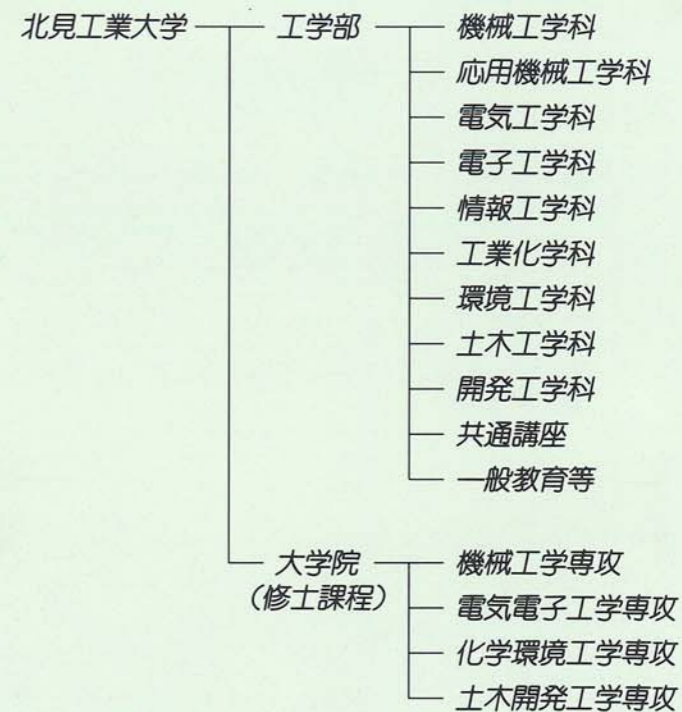 北見工業大学 工学部 機械工学科
応用機械工学科
電気工学科
電子工学科
情報工学科
工業化学科
環境工学科
土木工学科
開発工学科
共通講座
一般教育等
大学院 機械工学専攻
(修士課程) 電気電子工学専攻
化学環境工学専攻
土木開発工学専攻